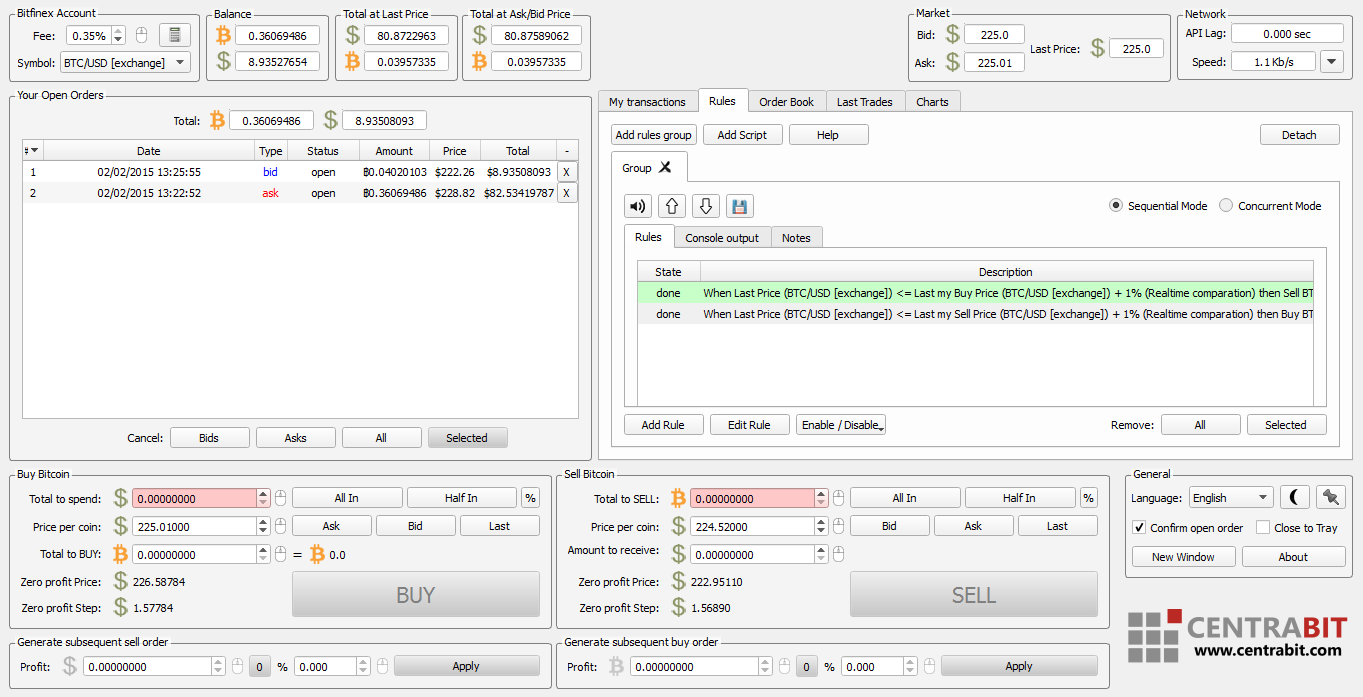 Bitfinex Account
Fee: 0.35%
Symbol: BTC/USD [exchange]
Balance
0.36069486
8.93527654
Total at Last Price
$ 80.8722963
0.03957335
Total at Ask/Bid Price
$ 80.87589062
0.03957335
Market
Bid: $ 225.0
Ask: $ 225.01
Last Price: $ 225.0
Network
API Lag: 0.000 sec
Speed: 1.1 Kb/s
Your Open Orders
Total: 0.36069486 $ 8.93508093
# Date Type Status Amount Price Total -
1 02/02/2015 13:25:55 bid open ฿0.04020103 $222.26 $8.93508093 X
2 02/02/2015 13:22:52 ask open ฿0.36069486 $228.82 $82.53419787 X
Cancel: Bids Asks All Selected
My transactions Rules Order Book Last Trades Charts
Add rules group Add Script Help Detach
Group X
Sequential Mode Concurrent Mode
Rules Console output Notes
State Description
done When Last Price (BTC/USD [exchange]) <= Last my Buy Price (BTC/USD [exchange]) + 1% (Realtime comparation) then Sell BT
done When Last Price (BTC/USD [exchange]) <= Last my Sell Price (BTC/USD [exchange]) + 1% (Realtime comparation) then Buy BT
Add Rule Edit Rule Enable / Disable Remove: All Selected
Buy Bitcoin
Total to spend: $ 0.00000000 All In Half In %
Price per coin: $ 225.01000 Ask Bid Last
Total to BUY: 0.00000000 = 0.0
Zero profit Price: $ 226.58784
Zero profit Step: $ 1.57784
BUY
Generate subsequent sell order
Profit: $ 0.00000000 0 % 0.000 Apply
Sell Bitcoin
Total to SELL: 0.00000000 All In Half In %
Price per coin: $ 224.52000 Bid Ask Last
Amount to receive: $ 0.00000000
Zero profit Price: $ 222.95110
Zero profit Step: $ 1.56890
SELL
Generate subsequent buy order
Profit: 0.00000000 0 % 0.000 Apply
General
Language: English
Confirm open order Close to Tray
New Window About
CENTRABIT
www.centrabit.com